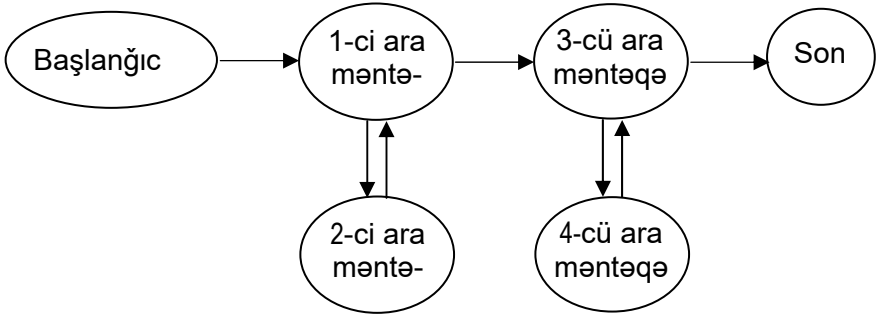 Başlanğıc
1-ci ara
məntə-
3-cü ara
məntəqə
Son
2-ci ara
məntə-
4-cü ara
məntəqə